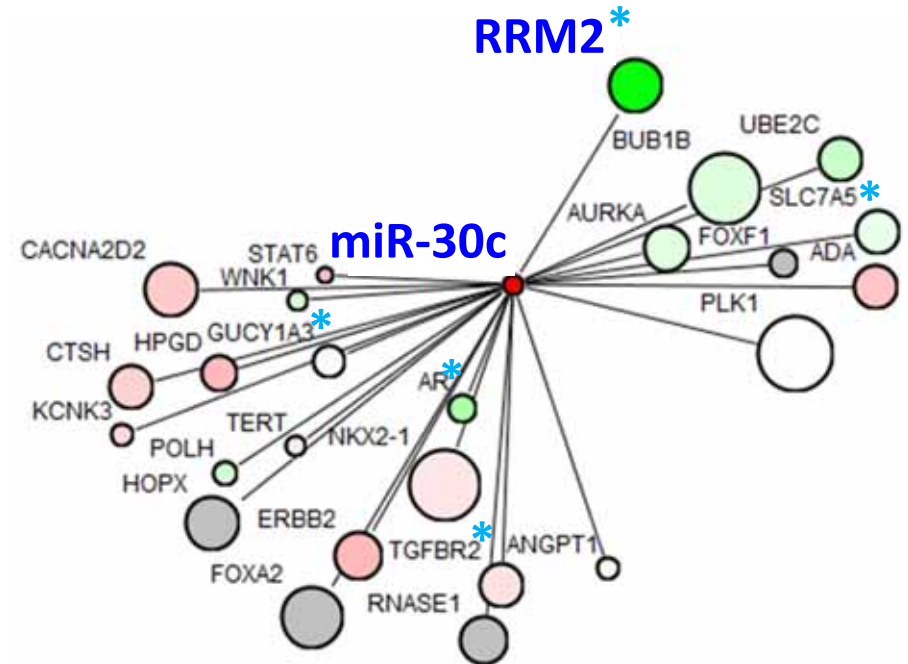 RRM2*
BUB1B
UBE2C
SLC7A5*
AURKA
FOXF1
ADA
miR-30c
STAT6
CACNA2D2
WNK1
PLK1
GUCY1A3*
HPGD
CTSH
AR*
KCNK3
TERT
NKX2-1
POLH
HOPX
ERBB2
TGFBR2*
ANGPT1
FOXA2
RNASE1